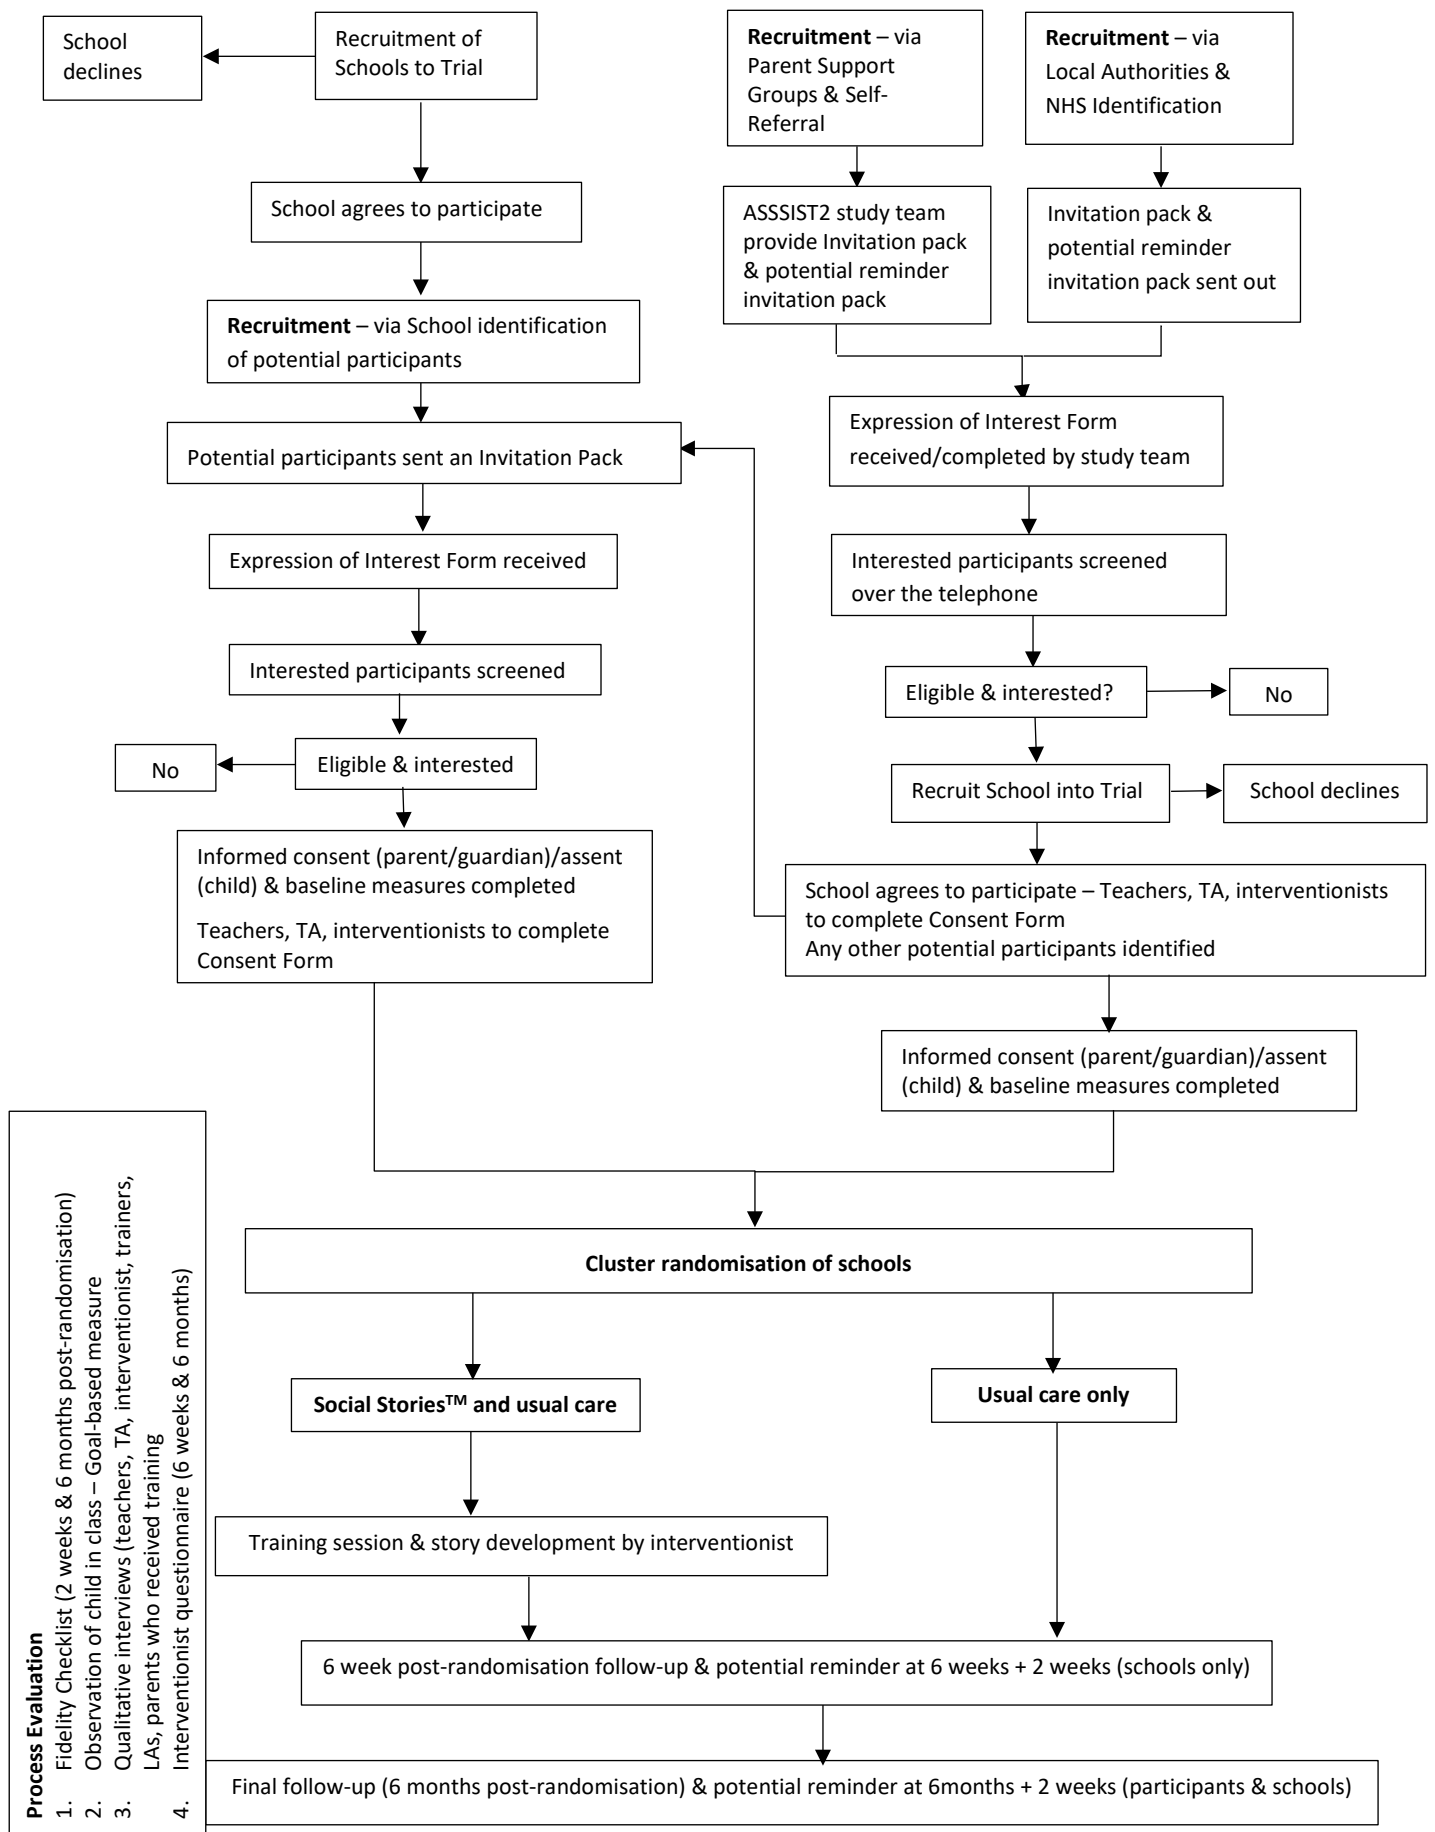 School
declines
Recruitment of
Schools to Trial
Recruitment – via
Parent Support
Groups & Self-
Referral
Recruitment – via
Local Authorities &
NHS Identification
School agrees to participate
ASSSIST2 study team
provide Invitation pack
& potential reminder
invitation pack
Invitation pack &
potential reminder
invitation pack sent out
Recruitment – via School identification
of potential participants
Potential participants sent an Invitation Pack
Expression of Interest Form
received/completed by study team
Expression of Interest Form received
Interested participants screened
over the telephone
Interested participants screened
Eligible & interested?
No
No
Eligible & interested
Recruit School into Trial
School declines
Informed consent (parent/guardian)/assent
(child) & baseline measures completed
Teachers, TA, interventionists to complete
Consent Form
School agrees to participate – Teachers, TA, interventionists
to complete Consent Form
Any other potential participants identified
Informed consent (parent/guardian)/assent
(child) & baseline measures completed
Process Evaluation
1. Fidelity Checklist (2 weeks & 6 months post-randomisation)
2. Observation of child in class – Goal-based measure
3. Qualitative interviews (teachers, TA, interventionist, trainers,
LAs, parents who received training
4. Interventionist questionnaire (6 weeks & 6 months)
Cluster randomisation of schools
Social Stories™ and usual care
Usual care only
Training session & story development by interventionist
6 week post-randomisation follow-up & potential reminder at 6 weeks + 2 weeks (schools only)
Final follow-up (6 months post-randomisation) & potential reminder at 6months + 2 weeks (participants & schools)